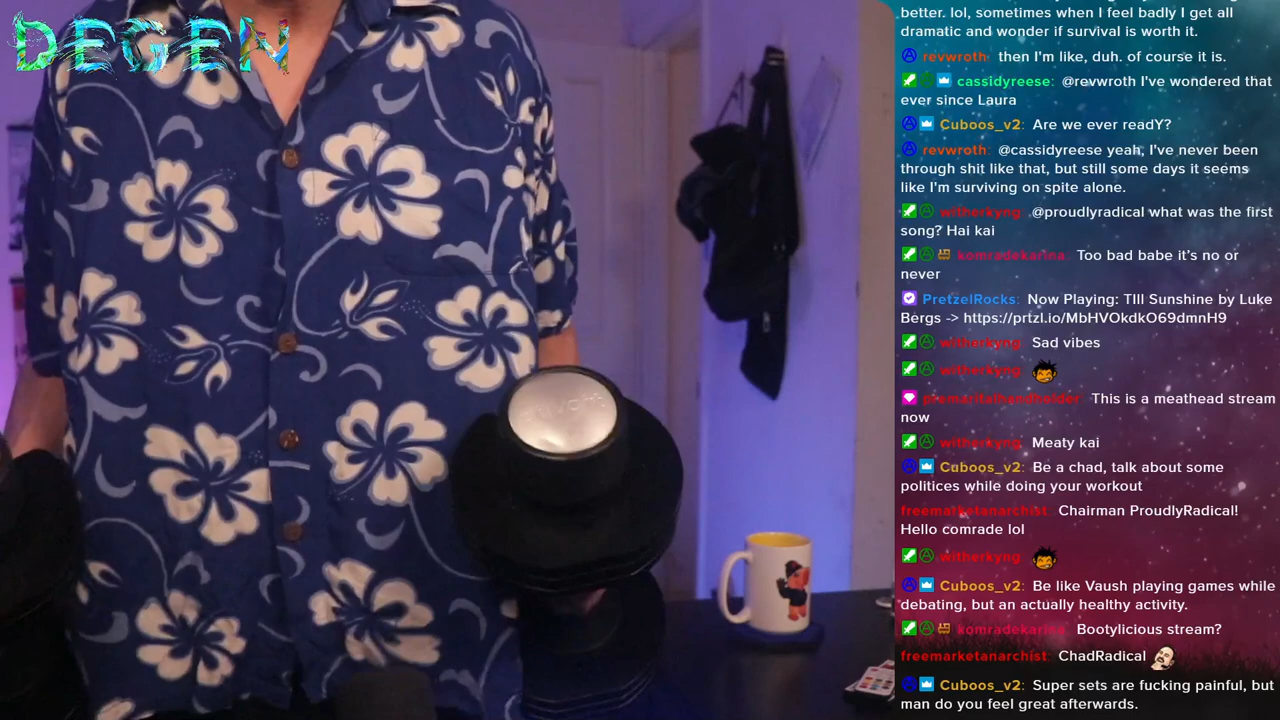 DEGEN
better. lol, sometimes when I feel badly I get all
dramatic and wonder if survival is worth it.
revwroth: then I'm like, duh. of course it is.
cassidyreese: @revwroth I've wondered that
ever since Laura
Cuboos_v2: Are we ever readY?
revwroth: @cassidyreese yeah, I've never been
through shit like that, but still some days it seems
like I'm surviving on spite alone.
witherkyng: @proudlyradical what was the first
song? Hai kai
komradekarina: Too bad babe it's no or
never
PretzelRocks: Now Playing: TIll Sunshine by Luke
Bergs -> https://prtzl.io/MbHVOkdkO69dmnH9
witherkyng: Sad vibes
witherkyng:
premaritalhandholdor: This is a meathead stream
now
witherkyng: Meaty kai
Cuboos_v2: Be a chad, talk about some
politices while doing your workout
freemarketanarchist: Chairman ProudlyRadical!
Hello comrade lol
witherkyng:
Cuboos_v2: Be like Vaush playing games while
debating, but an actually healthy activity.
komradekarina: Bootylicious stream?
freemarketanarchist: ChadRadical
Cuboos_v2: Super sets are fucking painful, but
man do you feel great afterwards.